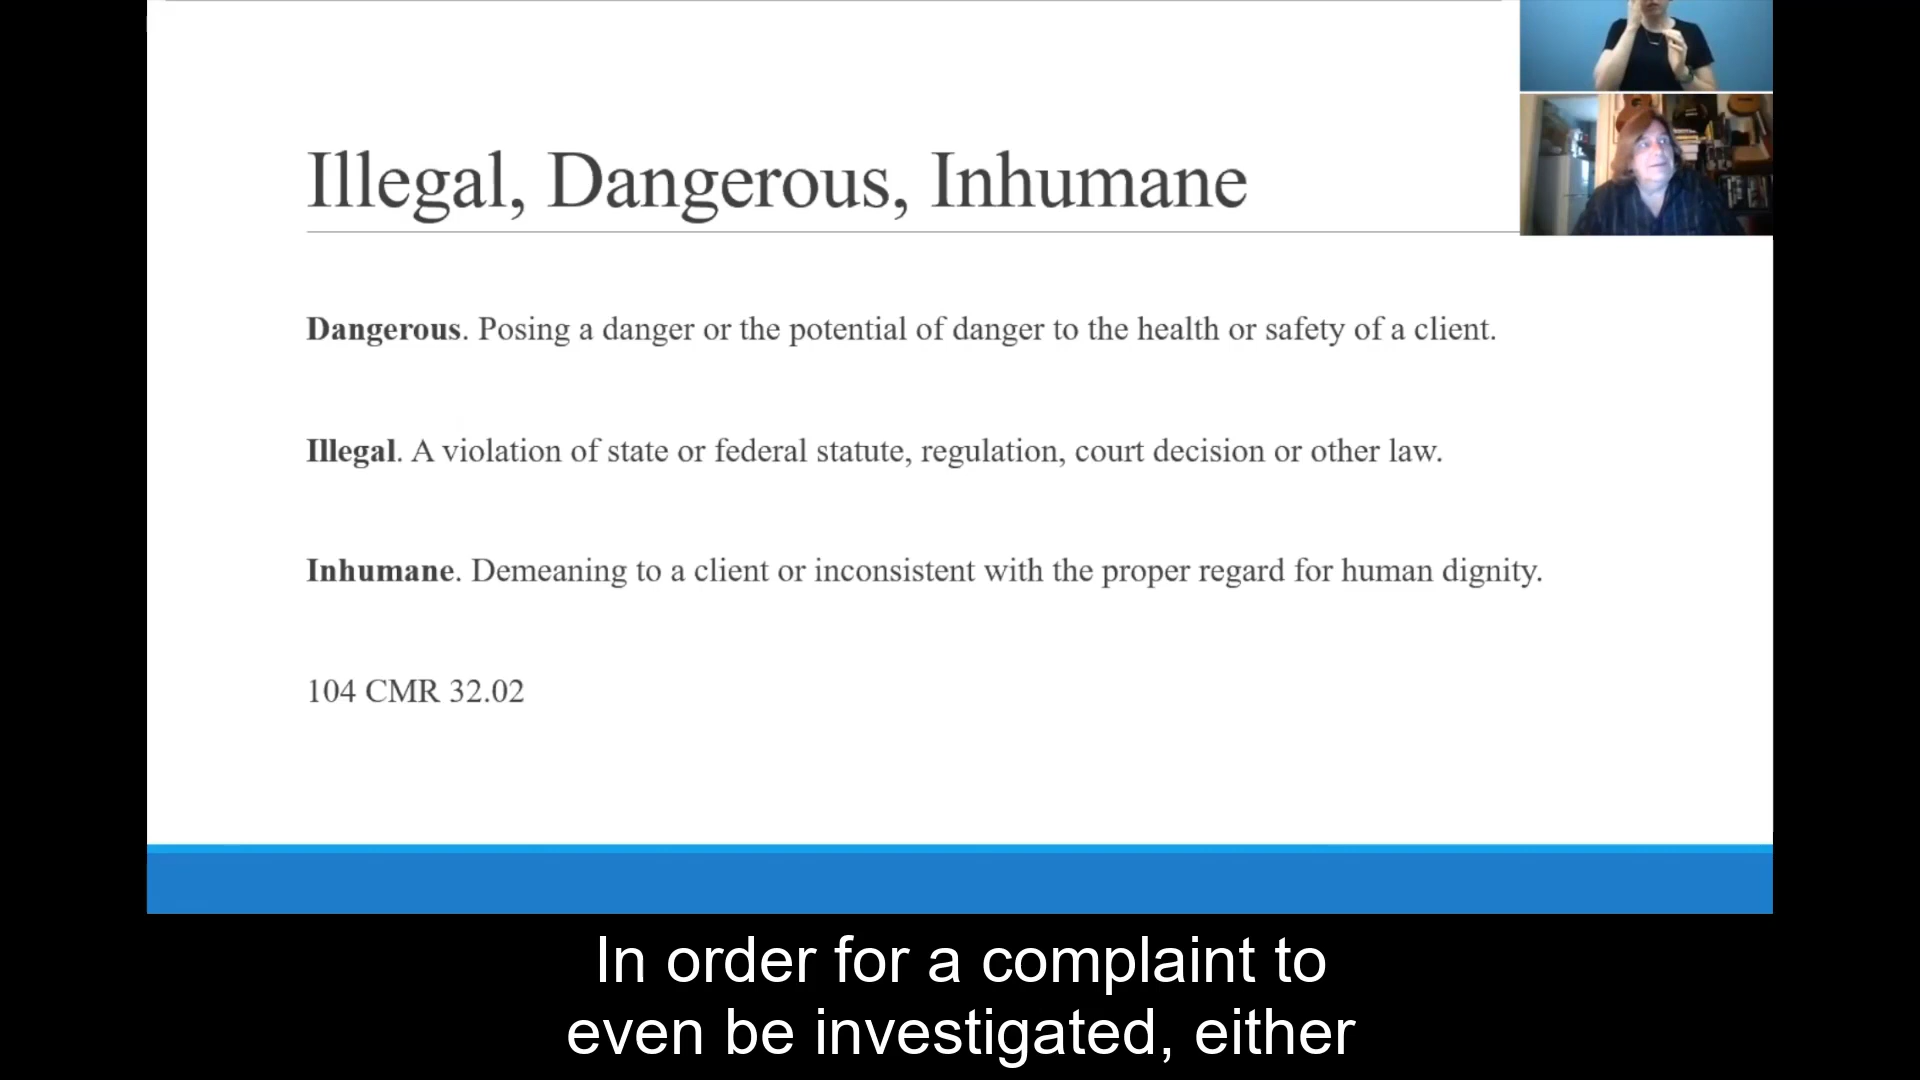 Illegal, Dangerous, Inhumane
Dangerous. Posing a danger or the potential of danger to the health or safety of a client.
Illegal. A violation of state or federal statute, regulation, court decision or other law.
Inhumane. Demeaning to a client or inconsistent with the proper regard for human dignity.
104 CMR 32.02
In order for a complaint to
even be investigated, either